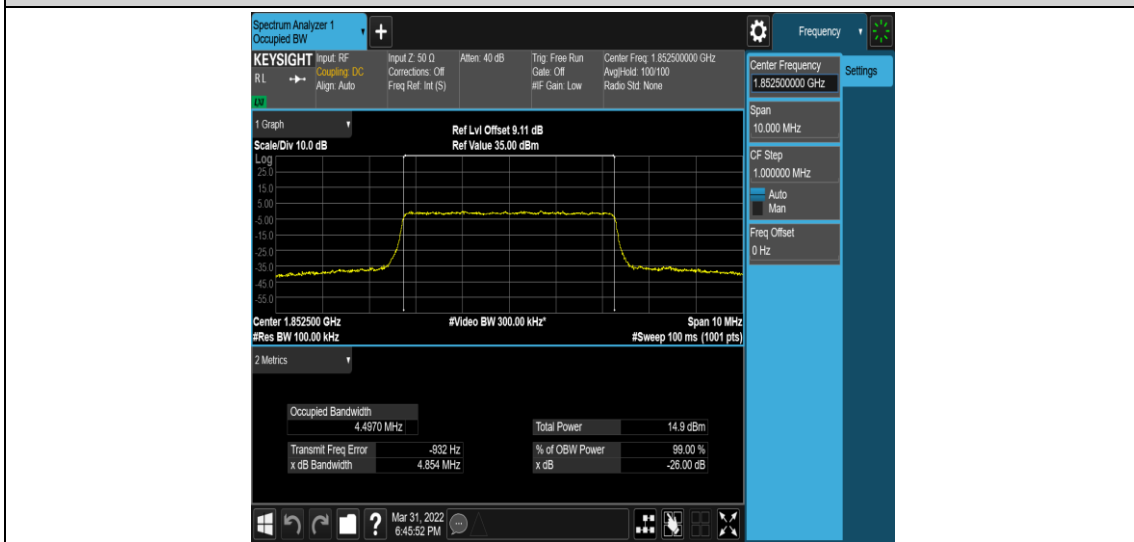 Spectrum Analyzer 1
Occupied BW
Frequency
KEYSIGHT
RL
Input: RF
Coupling: DC
Align: Auto
Input Z: 50 Ω
Corrections: Off
Freq Ref: Int (S)
Atten: 40 dB
Trig: Free Run
Gate: Off
#IF Gain: Low
Center Freq: 1.852500000 GHz
Avg|Hold: 100/100
Radio Std: None
Center Frequency
1.852500000 GHz
Settings
Span
10.000 MHz
CF Step
1.000000 MHz
Auto
Man
Freq Offset
0 Hz
1 Graph
Scale/Div 10.0 dB
Ref Lvl Offset 9.11 dB
Ref Value 35.00 dBm
Log
25.0
15.0
5.00
-5.00
-15.0
-25.0
-35.0
-45.0
-55.0
Center 1.852500 GHz
#Video BW 300.00 kHz*
Span 10 MHz
#Res BW 100.00 kHz
#Sweep 100 ms (1001 pts)
2 Metrics
Occupied Bandwidth
4.4970 MHz
Total Power 14.9 dBm
Transmit Freq Error -932 Hz
% of OBW Power 99.00 %
x dB Bandwidth 4.854 MHz
x dB -26.00 dB
Mar 31, 2022
6:45:52 PM